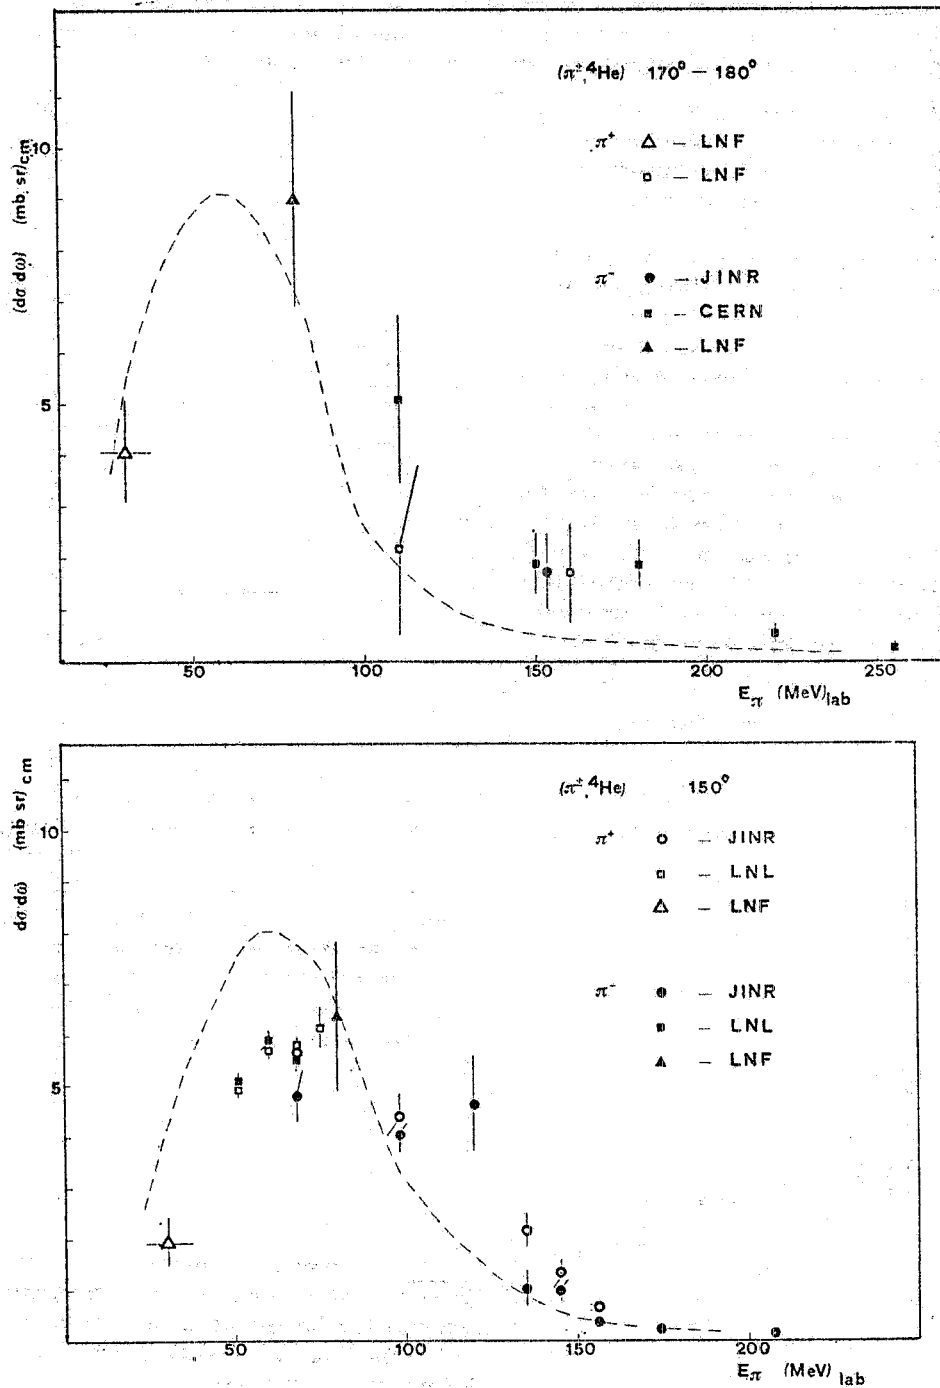 (π±,⁴He) 170° – 180°
π⁺ △ – LNF
□ – LNF
π⁻ ● – JINR
■ – CERN
▲ – LNF
(dσ/dω) (mb/sr)cm
10
5
50 100 150 200 250
Eπ (MeV)lab
(π±,⁴He) 150°
π⁺ ○ – JINR
□ – LNL
△ – LNF
π⁻ ● – JINR
■ – LNL
▲ – LNF
dσ/dω) (mb/sr) cm
10
5
50 100 150 200
Eπ (MeV)lab